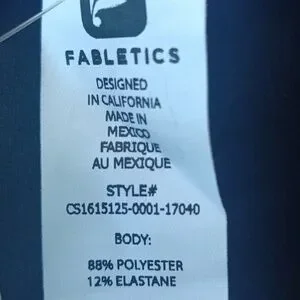 FABLETICS
DESIGNED
IN CALIFORNIA
MADE IN
MEXICO
FABRIQUE
AU MEXIQUE
STYLE#
CS1615125-0001-17040
BODY:
88% POLYESTER
12% ELASTANE